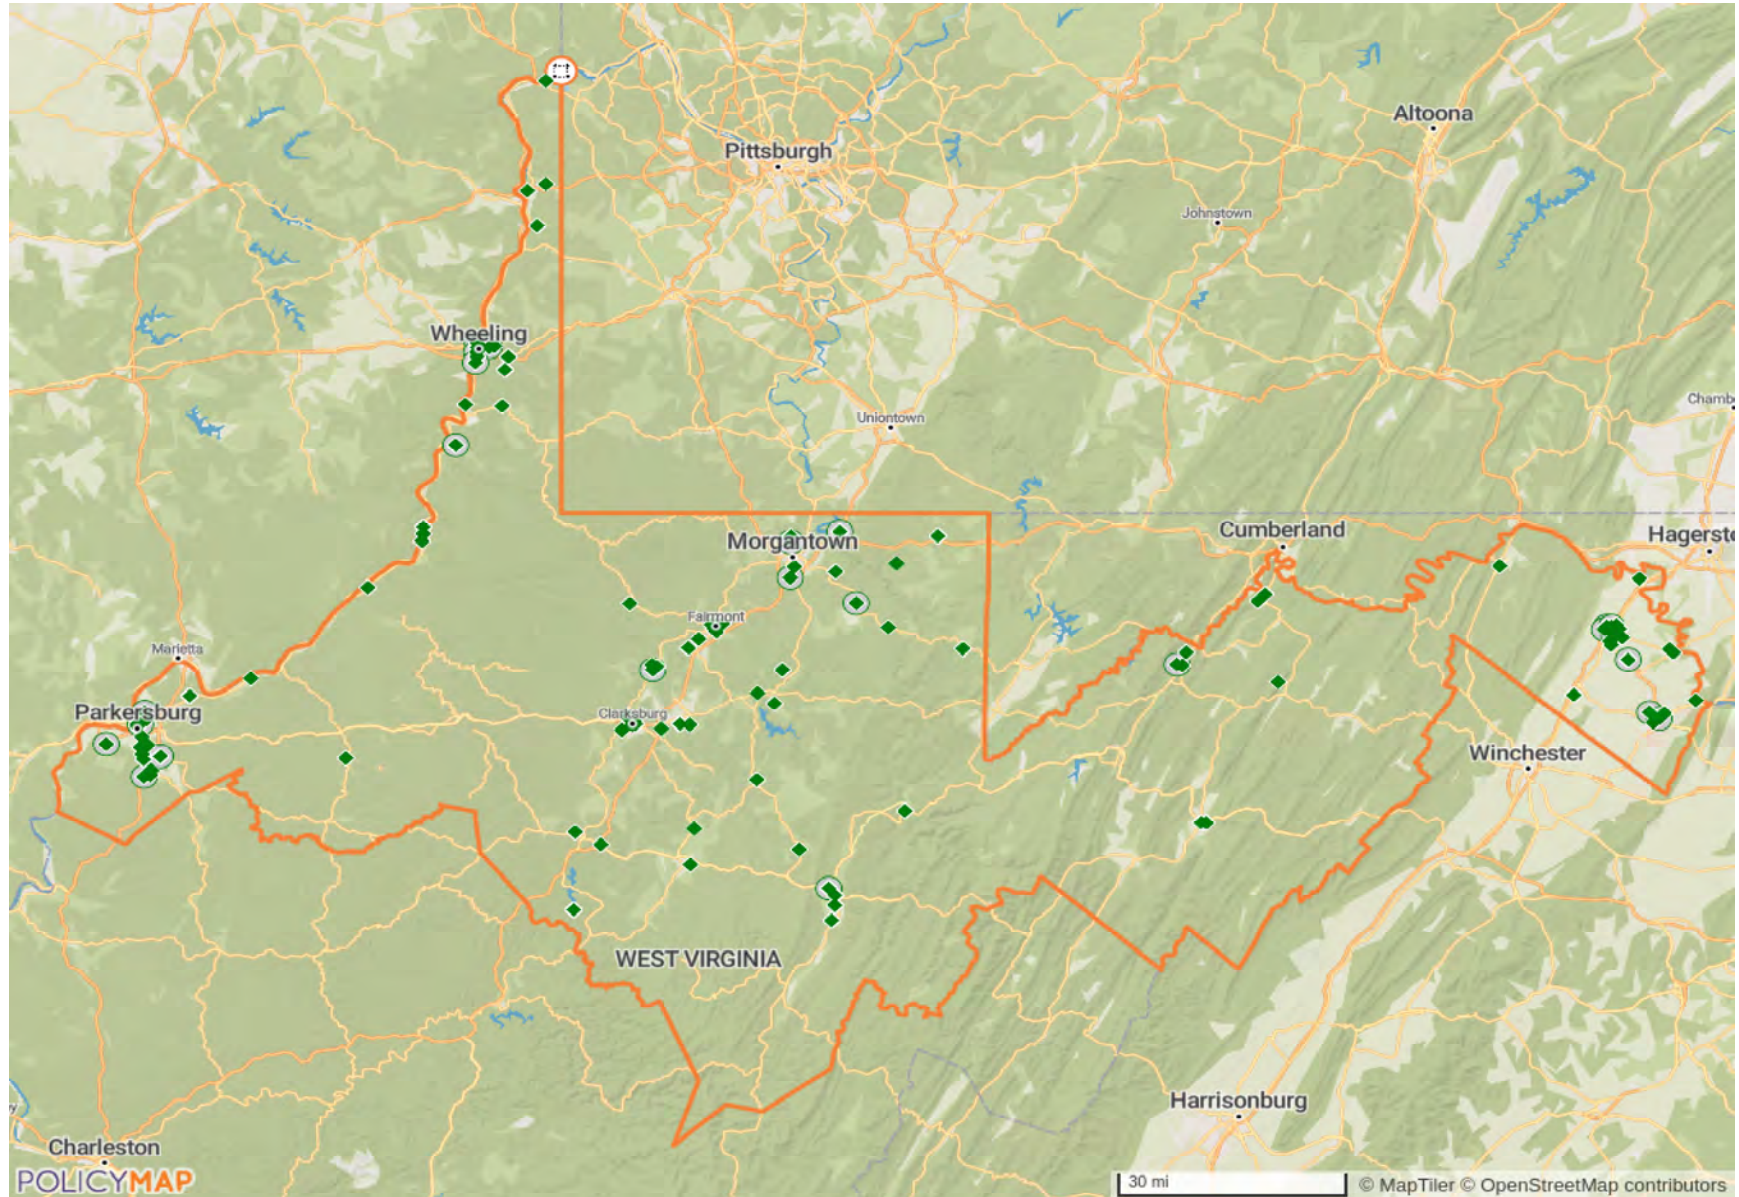 Altoona
Pittsburgh
Johnstown
Wheeling
Chamb
Uniontown
Cumberland
Hagerst
Morgantown
Fairmont
Marietta
Parkersburg
Clarksburg
Winchester
WEST VIRGINIA
Harrisonburg
Charleston
POLICYMAP
30 mi
© MapTiler © OpenStreetMap contributors